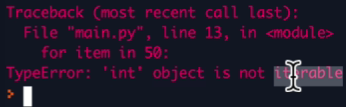 Traceback (most recent call last):
File "main.py", line 13, in <module>
for item in 50:
TypeError: 'int' object is not iterable
>